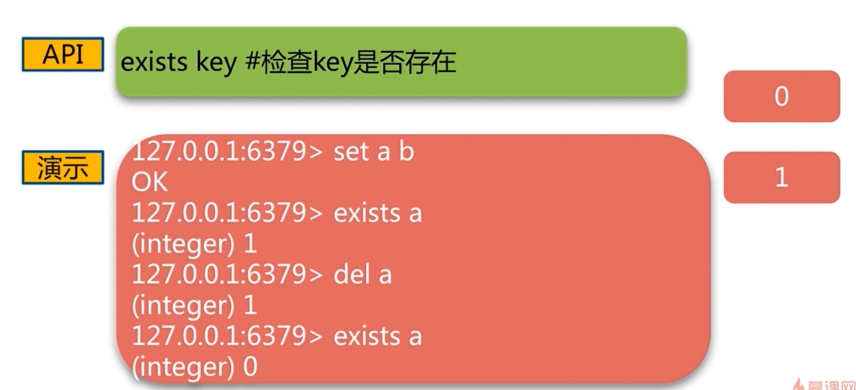 API
exists key #检查key是否存在
0
演示
1
127.0.0.1:6379> set a b
OK
127.0.0.1:6379> exists a
(integer) 1
127.0.0.1:6379> del a
(integer) 1
127.0.0.1:6379> exists a
(integer) 0
慕课网